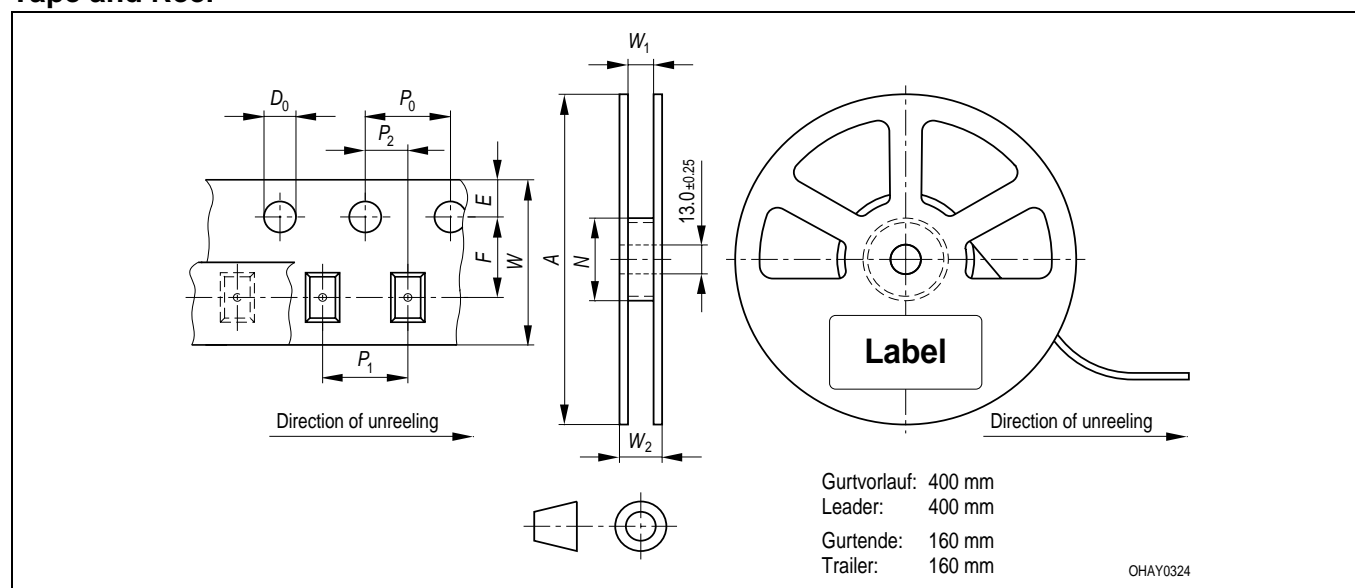 Tape and Reel
W1
D0
P0
P2
E
F
W
A
N
13.0 ±0.25
Label
P1
Direction of unreeling
W2
Direction of unreeling
Gurtvorlauf: 400 mm
Leader: 400 mm
Gurtende: 160 mm
Trailer: 160 mm
OHAY0324